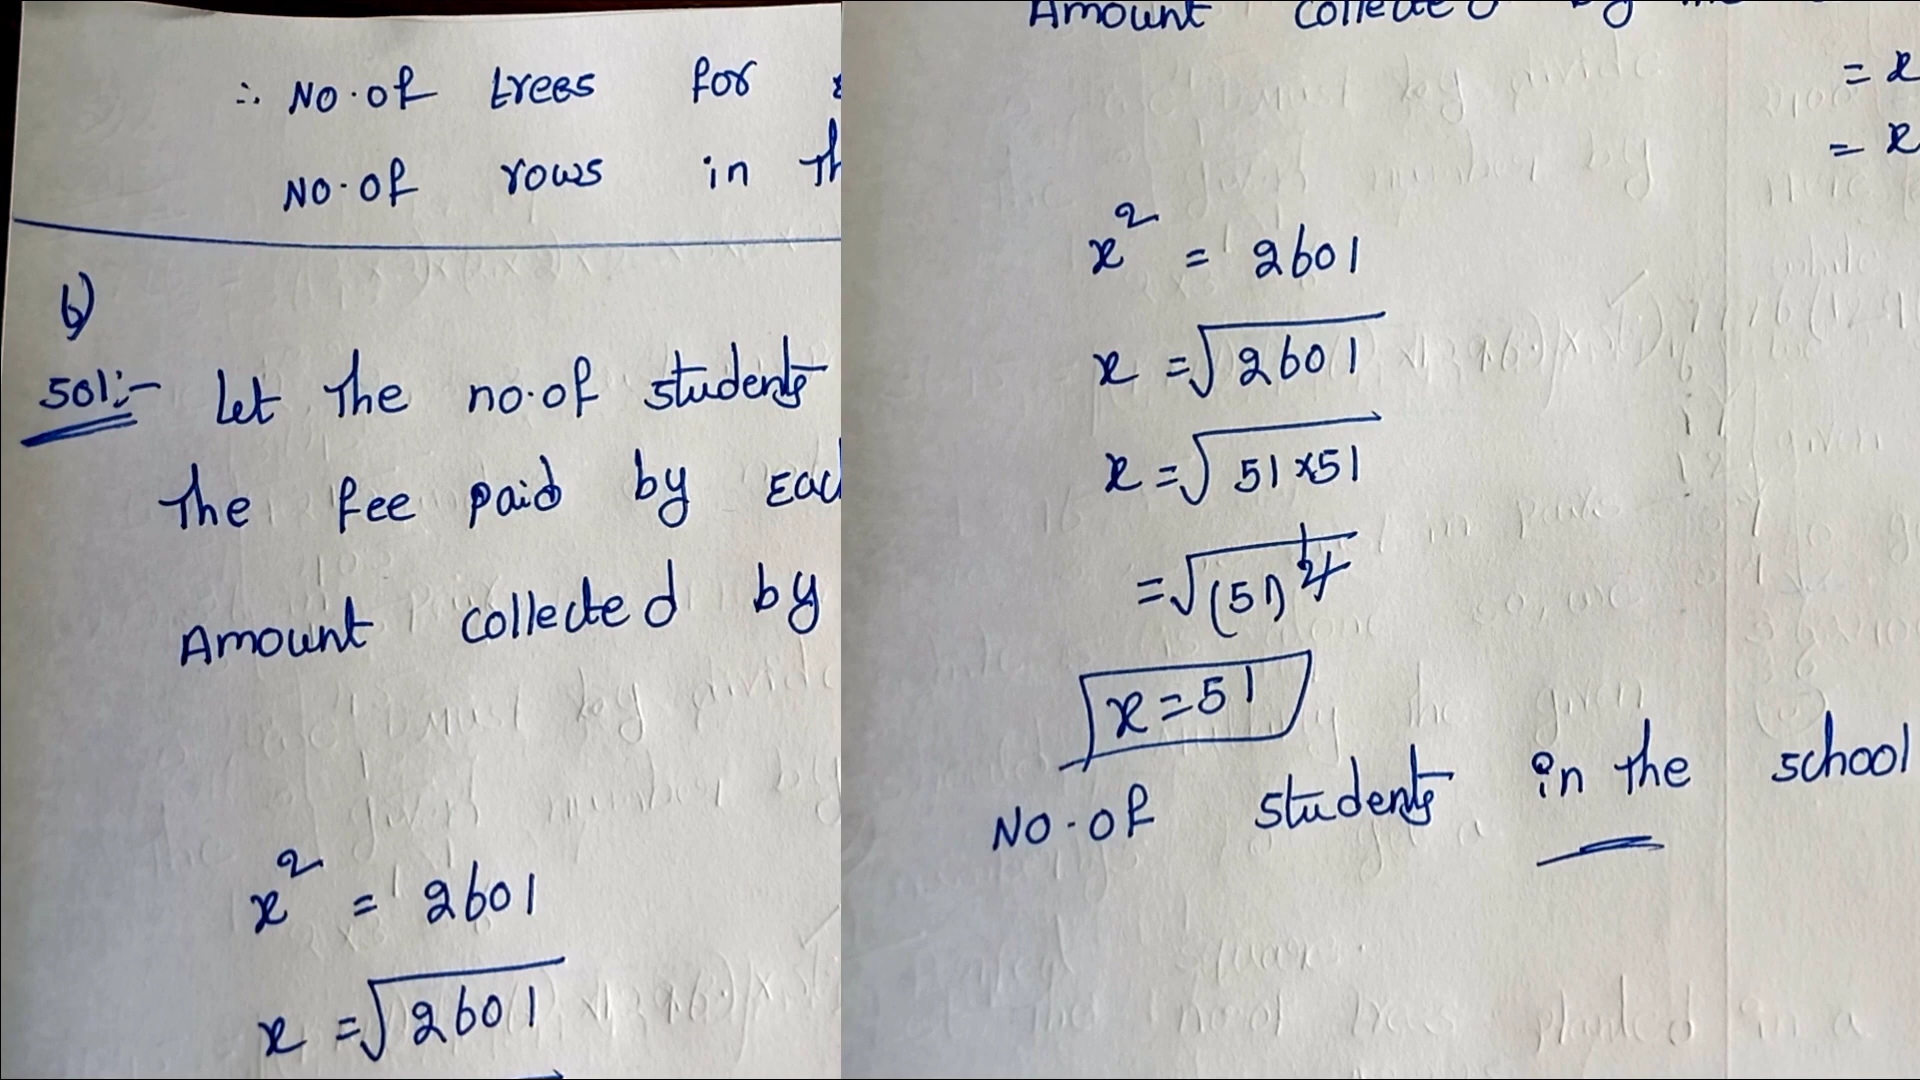 ∴ No.of trees for
No.of rows in th
6)
Sol:- Let the no.of students
The fee paid by Eac
Amount collected by
x² = 2601
x = √2601
Amount collected by
= x
= x
x² = 2601
x = √2601
x = √51×51
= √(51)²
x = 51
No.of students in the school